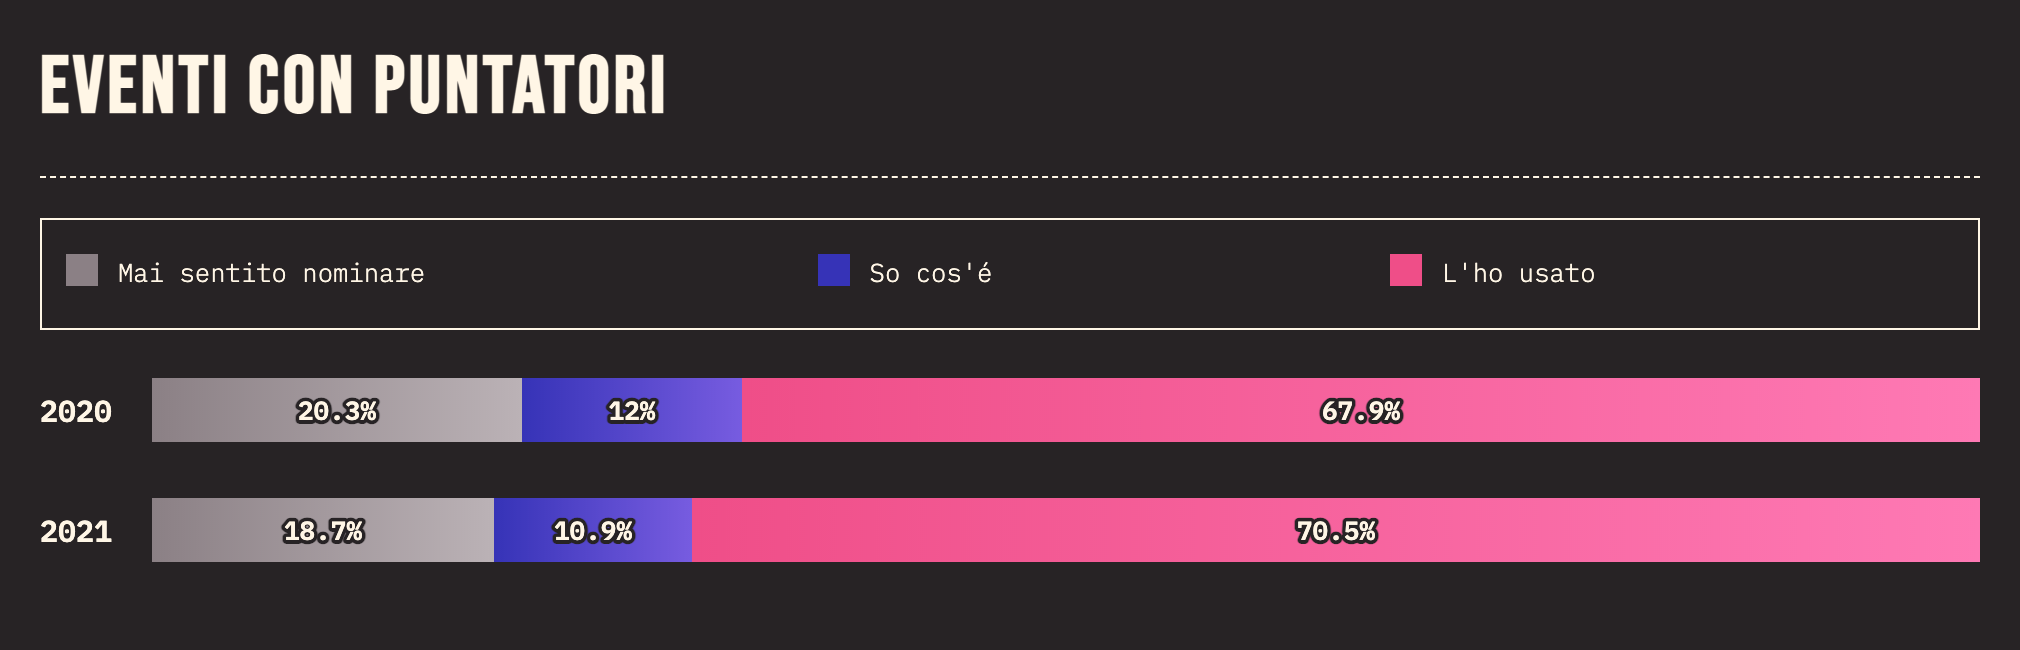 EVENTI CON PUNTATORI
Mai sentito nominare So cos'é L'ho usato
2020 20.3% 12% 67.9%
2021 18.7% 10.9% 70.5%